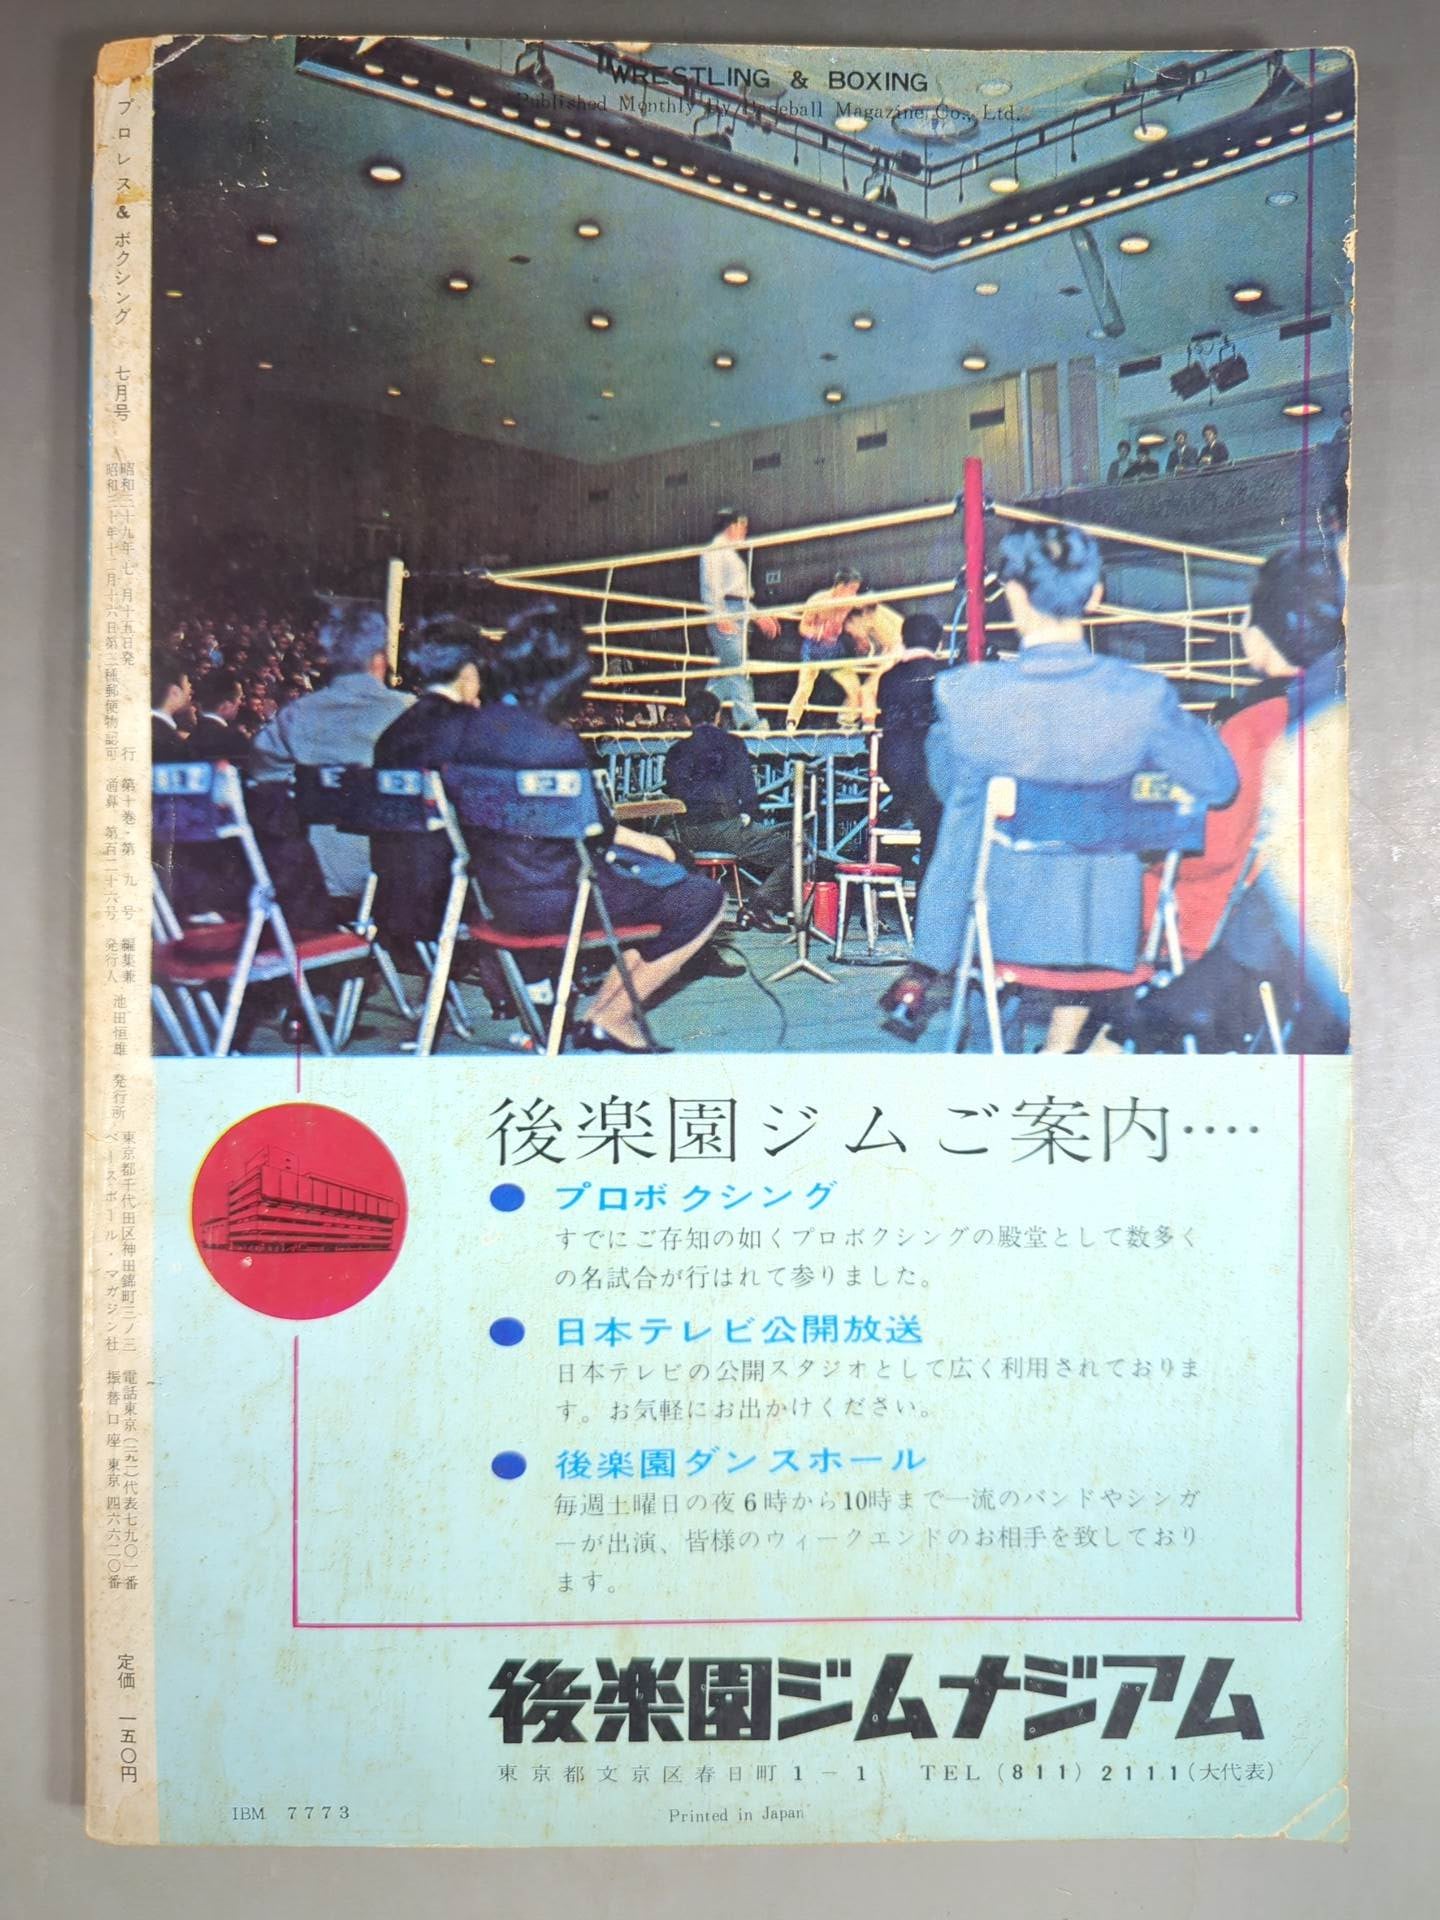 WRESTLING & BOXING
Published Monthly By Baseball Magazine Co., Ltd.
後楽園ジムご案内‥‥
● プロボクシング
すでにご存知の如くプロボクシングの殿堂として数多く
の名試合が行はれて参りました。
● 日本テレビ公開放送
日本テレビの公開スタジオとして広く利用されておりま
す。お気軽にお出かけください。
● 後楽園ダンスホール
毎週土曜日の夜6時から10時まで一流のバンドやシンガ
ーが出演、皆様のウィークエンドのお相手を致しており
ます。
後楽園ジムナジアム
東京都文京区春日町1-1 TEL(811)2111(大代表)
IBM 7773
Printed in Japan
プロレス&ボクシング 七月号
昭和三十九年七月十五日発行 第十巻・第九号
昭和三十年十一月十六日第三種郵便物認可 通巻 第百二十六号
編集兼
発行人
池田恒雄
発行所
東京都千代田区神田錦町三ノ三
ベースボール・マガジン社
電話東京(二九一)代表七九〇一番
振替口座東京四六六二〇番
定価 一五〇円